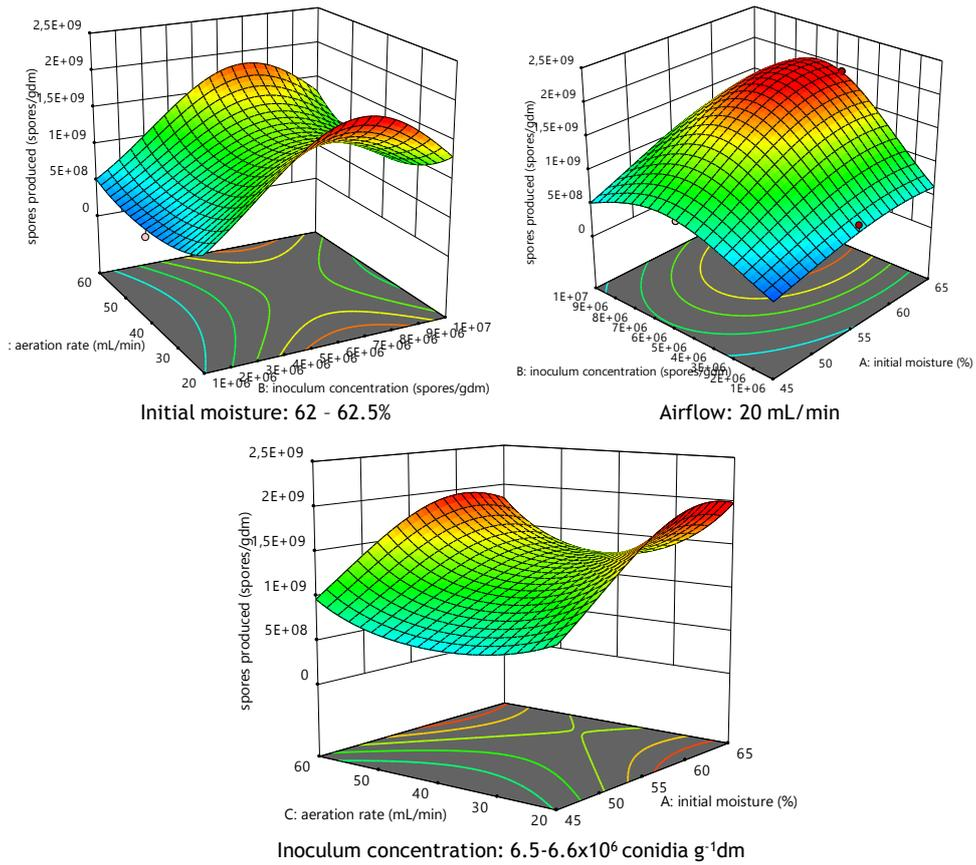 2,5E+09
2E+09
1,5E+09
1E+09
5E+08
0
spores produced (spores/gdm)
60
50
40
30
20
: aeration rate (mL/min)
1E+06
2E+06
3E+06
4E+06
5E+06
6E+06
7E+06
8E+06
9E+06
1E+07
B: inoculum concentration (spores/gdm)
Initial moisture: 62 – 62.5%
2,5E+09
2E+09
1,5E+09
1E+09
5E+08
0
spores produced (spores/gdm)
1E+07
9E+06
8E+06
7E+06
6E+06
5E+06
4E+06
3E+06
2E+06
1E+06
B: inoculum concentration (spores/gdm)
45
50
55
60
65
A: initial moisture (%)
Airflow: 20 mL/min
2,5E+09
2E+09
1,5E+09
1E+09
5E+08
0
spores produced (spores/gdm)
60
50
40
30
20
C: aeration rate (mL/min)
45
50
55
60
65
A: initial moisture (%)
Inoculum concentration: 6.5-6.6x10⁶ conidia g⁻¹dm